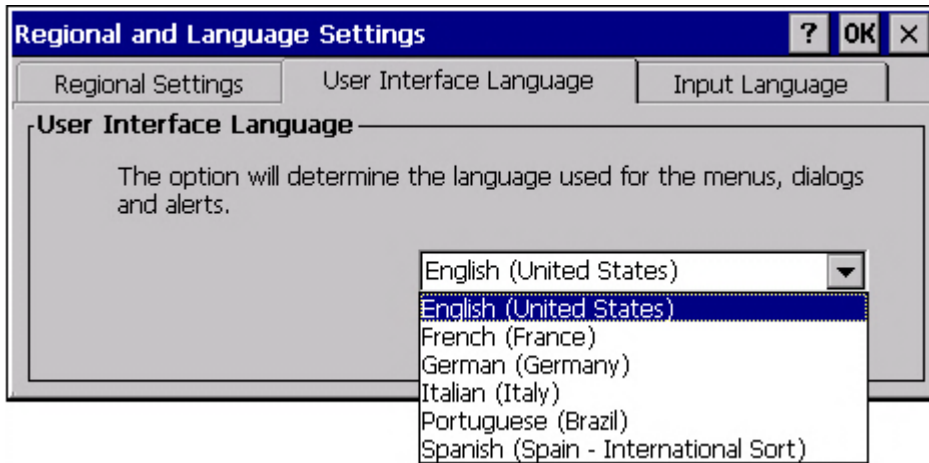 Regional and Language Settings ? OK ×
Regional Settings User Interface Language Input Language
User Interface Language
The option will determine the language used for the menus, dialogs
and alerts.
English (United States)
English (United States)
French (France)
German (Germany)
Italian (Italy)
Portuguese (Brazil)
Spanish (Spain - International Sort)